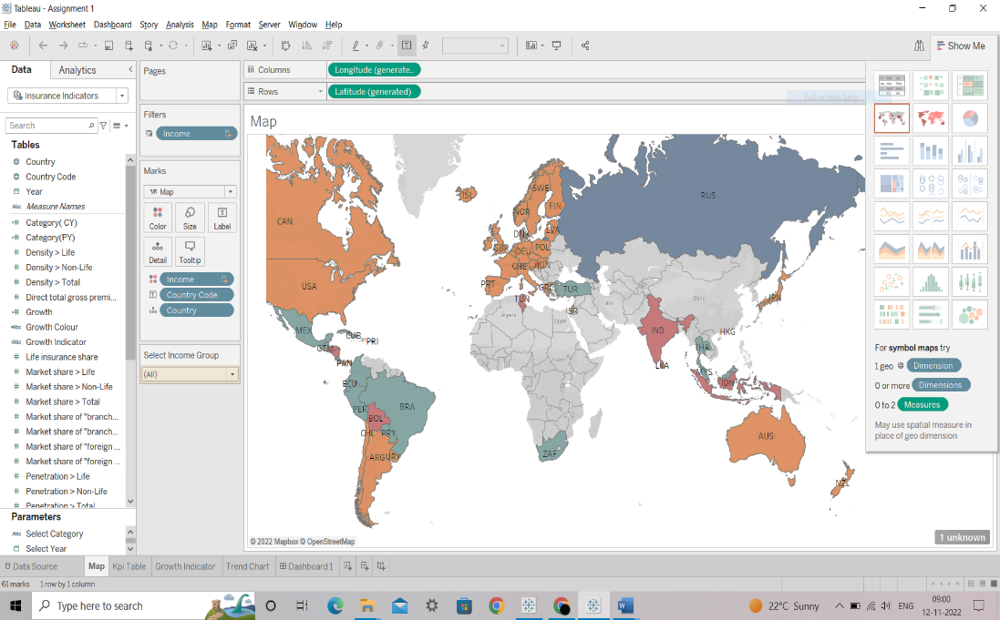 Tableau - Assignment 1
File Data Worksheet Dashboard Story Analysis Map Format Server Window Help
Show Me
Data Analytics
Insurance Indicators
Search
Tables
Country
Country Code
Year
Abc Measure Names
Category( CY)
Category(PY)
Density > Life
Density > Non-Life
Density > Total
Direct total gross premi...
Growth
Growth Colour
Growth Indicator
Life insurance share
Market share > Life
Market share > Non-Life
Market share > Total
Market share of "branch...
Market share of "branch...
Market share of "foreign ...
Market share of "foreign ...
Penetration > Life
Penetration > Non-Life
Penetration > Total
Parameters
Abc Select Category
Select Year
Pages
Filters
Income
Marks
Map
Color Size Label
Detail Tooltip
Income
Country Code
Country
Select Income Group
(All)
Columns Longitude (generate..
Rows Latitude (generated)
Full-screen Snip
Map
CAN
USA
MEX
CUB
PRI
GTM
PAN
ECU
PER
BRA
BOL
CHL
PRY
ARG
URY
ISL
SWE
NOR
FIN
DNK
LVA
GBR
DEU
POL
CHE
HUN
PRT
GRC
TUR
TUN
ISR
Algeria
Egypt
Iran
China
RUS
JPN
IND
HKG
THA
LKA
MYS
IDN
ZAF
AUS
NZL
© 2022 Mapbox © OpenStreetMap
1 unknown
For symbol maps try
1 geo Dimension
0 or more Dimensions
0 to 2 Measures
May use spatial measure in
place of geo dimension
Data Source Map Kpi Table Growth Indicator Trend Chart Dashboard 1
61 marks 1 row by 1 column
Type here to search
22°C Sunny
ENG
09:00
12-11-2022